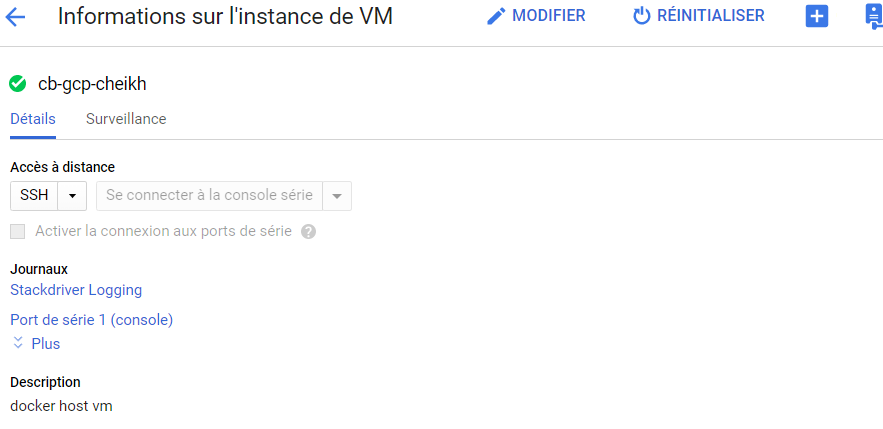 Informations sur l'instance de VM MODIFIER RÉINITIALISER
cb-gcp-cheikh
Détails Surveillance
Accès à distance
SSH Se connecter à la console série
Activer la connexion aux ports de série ?
Journaux
Stackdriver Logging
Port de série 1 (console)
Plus
Description
docker host vm